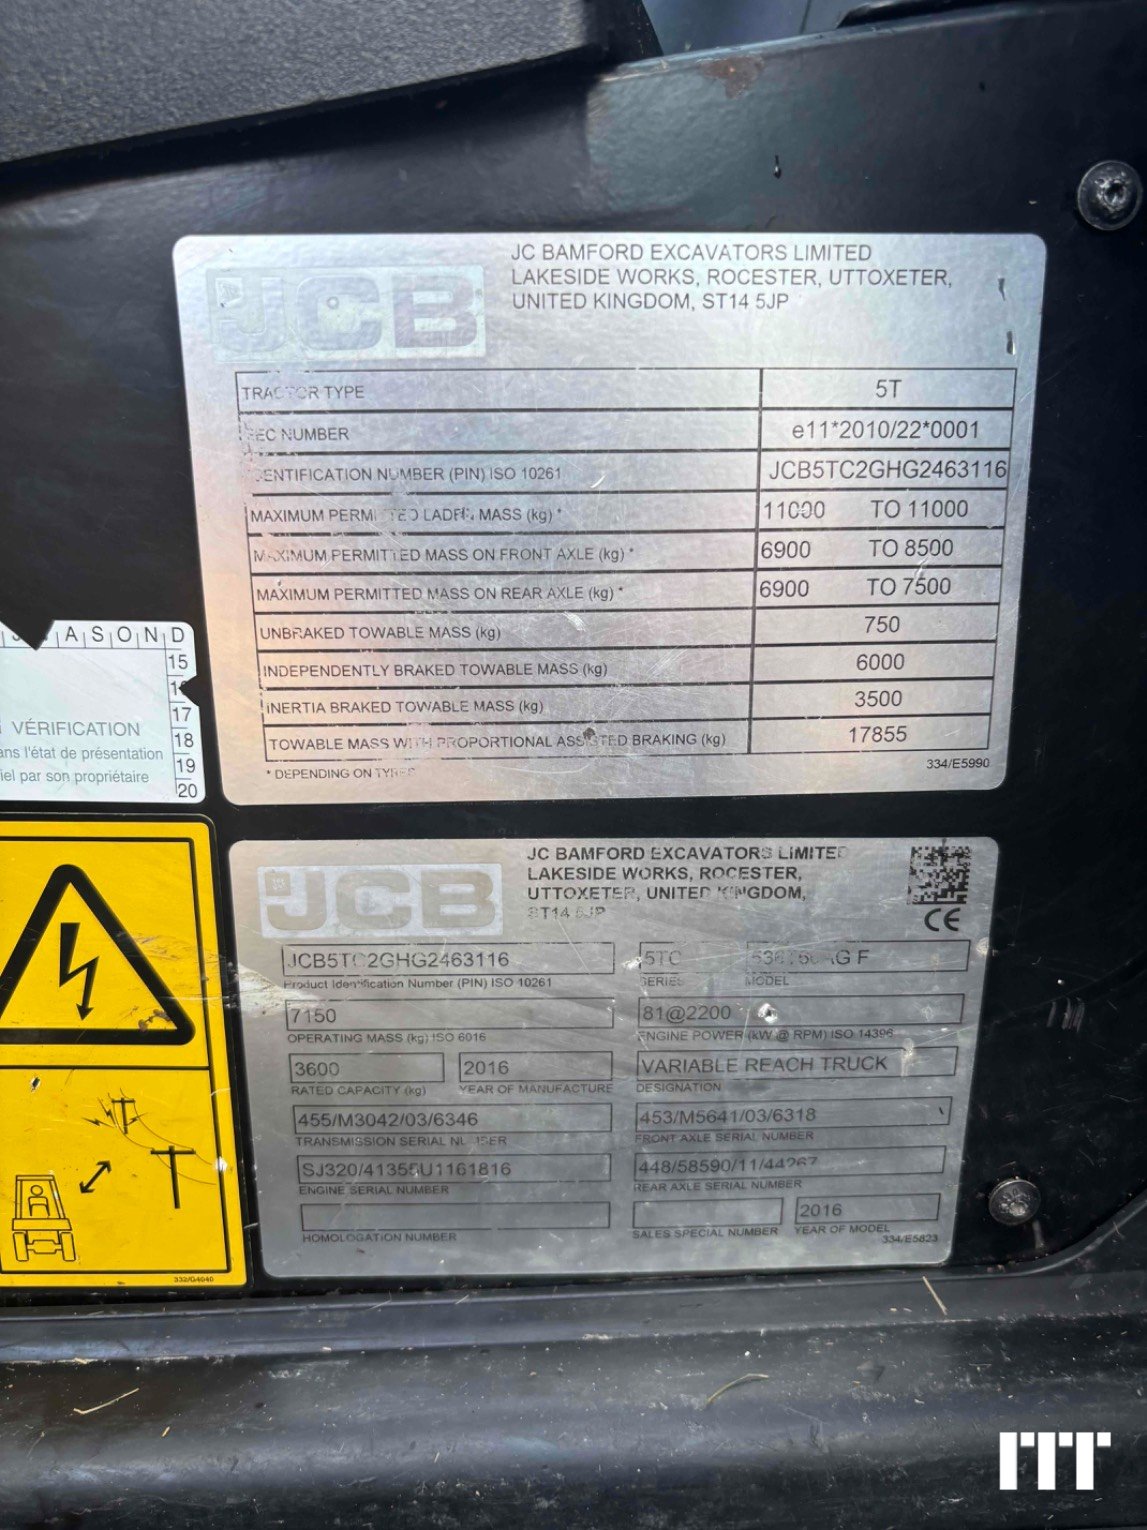 JCB
JC BAMFORD EXCAVATORS LIMITED
LAKESIDE WORKS, ROCESTER, UTTOXETER,
UNITED KINGDOM, ST14 5JP
TRACTOR TYPE 5T
EEC NUMBER e11*2010/22*0001
IDENTIFICATION NUMBER (PIN) ISO 10261 JCB5TC2GHG2463116
MAXIMUM PERMITTED LADEN MASS (kg) * 11000 TO 11000
MAXIMUM PERMITTED MASS ON FRONT AXLE (kg) * 6900 TO 8500
MAXIMUM PERMITTED MASS ON REAR AXLE (kg) * 6900 TO 7500
UNBRAKED TOWABLE MASS (kg) 750
INDEPENDENTLY BRAKED TOWABLE MASS (kg) 6000
INERTIA BRAKED TOWABLE MASS (kg) 3500
TOWABLE MASS WITH PROPORTIONAL ASSISTED BRAKING (kg) 17855
* DEPENDING ON TYRES
334/E5990
A S O N D
15
17
18
19
20
VÉRIFICATION
ans l'état de présentation
iel par son propriétaire
JCB
JC BAMFORD EXCAVATORS LIMITED
LAKESIDE WORKS, ROCESTER,
UTTOXETER, UNITED KINGDOM,
ST14 5JP
CE
JCB5TC2GHG2463116 5TC AG F
Product Identification Number (PIN) ISO 10261 SERIES MODEL
7150 81@2200
OPERATING MASS (kg) ISO 6016 ENGINE POWER (kW @ RPM) ISO 14396
3600 2016 VARIABLE REACH TRUCK
RATED CAPACITY (kg) YEAR OF MANUFACTURE DESIGNATION
455/M3042/03/6346 453/M5641/03/6318
TRANSMISSION SERIAL NUMBER FRONT AXLE SERIAL NUMBER
SJ320/41355U1161816 448/58590/11/44267
ENGINE SERIAL NUMBER REAR AXLE SERIAL NUMBER
2016
HOMOLOGATION NUMBER SALES SPECIAL NUMBER YEAR OF MODEL
334/E5823
332/G4040